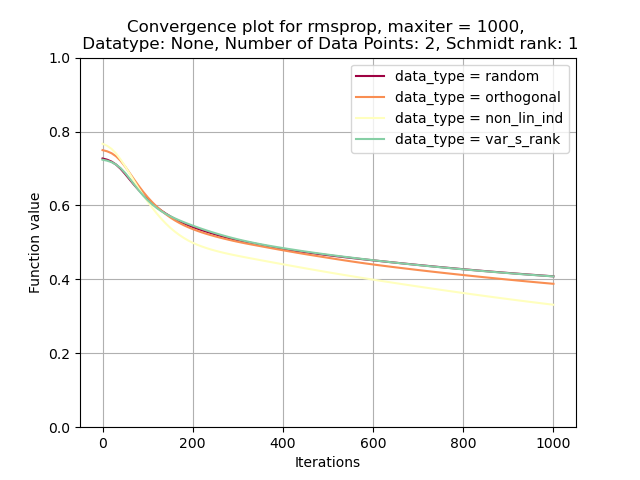 Convergence plot for rmsprop, maxiter = 1000,
Datatype: None, Number of Data Points: 2, Schmidt rank: 1
data_type = random
data_type = orthogonal
data_type = non_lin_ind
data_type = var_s_rank
Function value
1.0
0.8
0.6
0.4
0.2
0.0
0 200 400 600 800 1000
Iterations